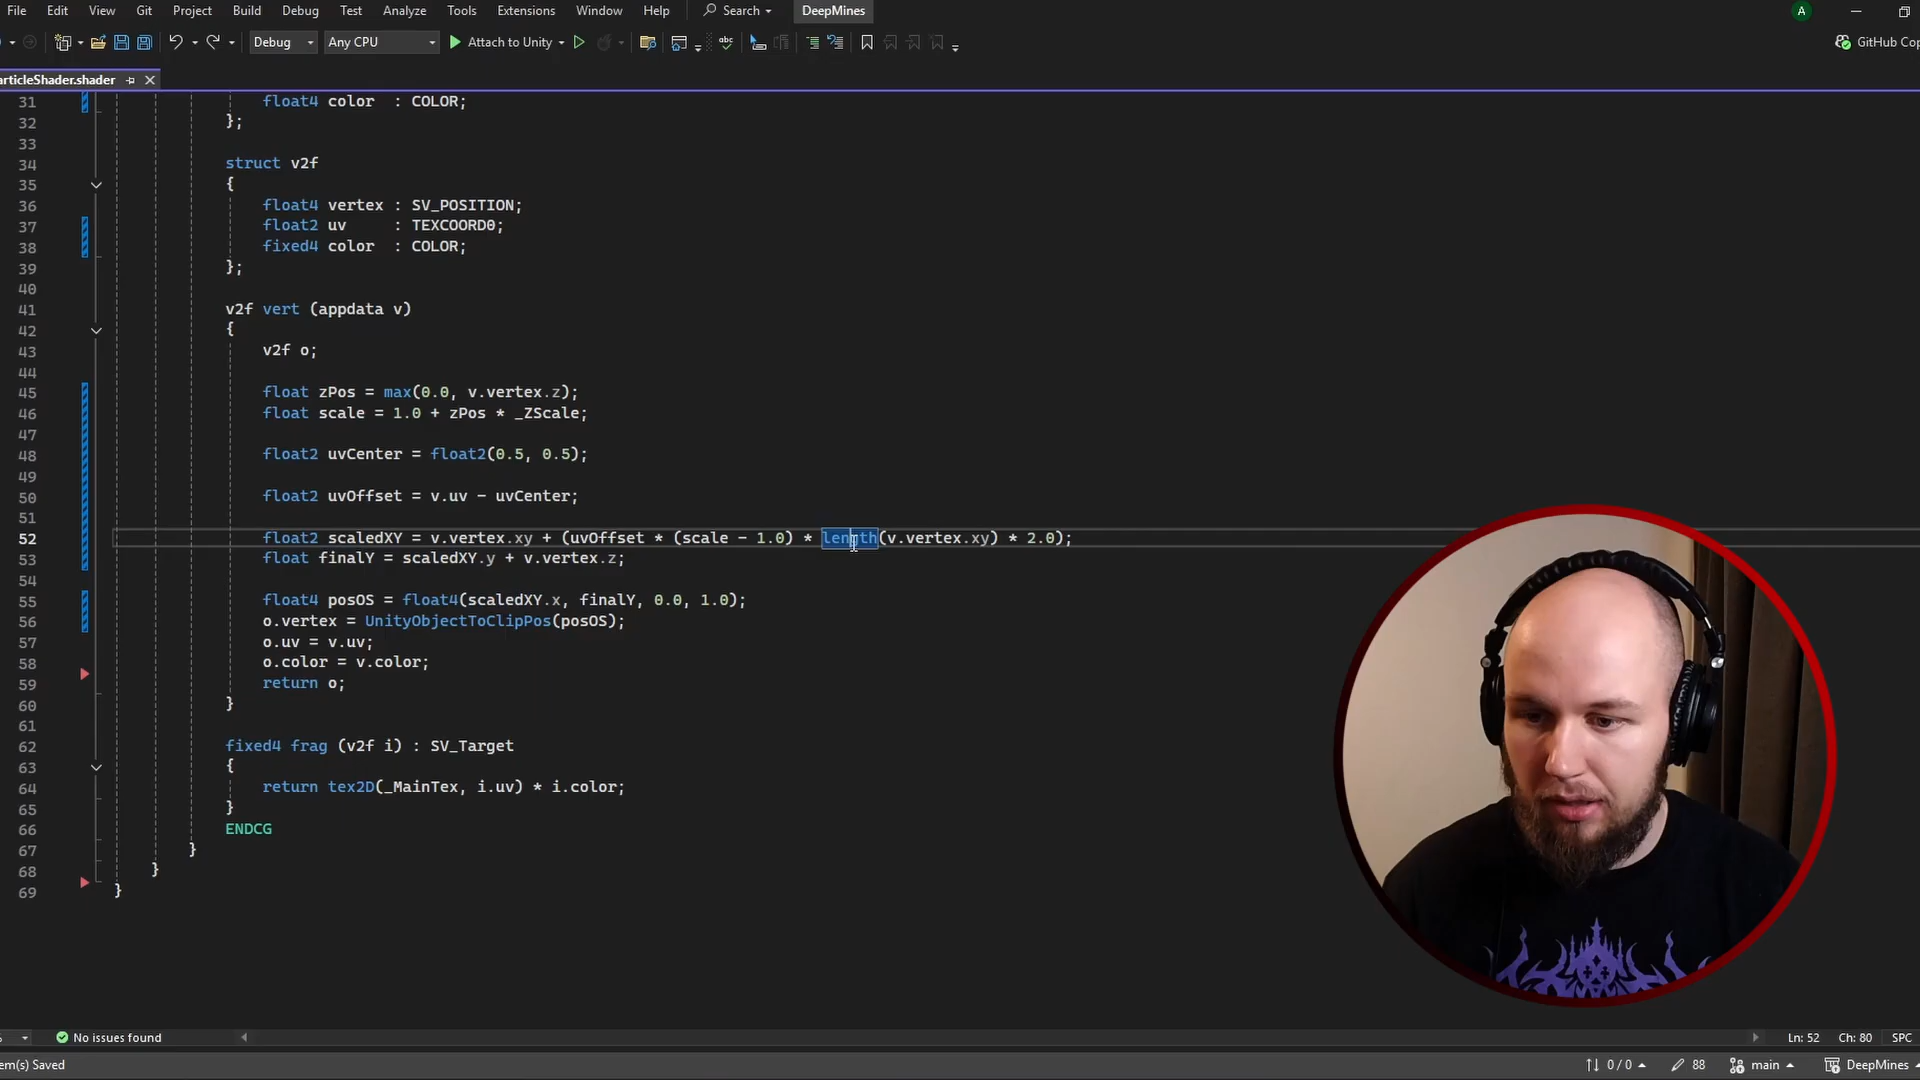 File Edit View Git Project Build Debug Test Analyze Tools Extensions Window Help Search DeepMines A
Debug Any CPU Attach to Unity GitHub Cop
articleShader.shader
31 float4 color : COLOR;
32 };
33
34 struct v2f
35 {
36 float4 vertex : SV_POSITION;
37 float2 uv : TEXCOORD0;
38 fixed4 color : COLOR;
39 };
40
41 v2f vert (appdata v)
42 {
43 v2f o;
44
45 float zPos = max(0.0, v.vertex.z);
46 float scale = 1.0 + zPos * _ZScale;
47
48 float2 uvCenter = float2(0.5, 0.5);
49
50 float2 uvOffset = v.uv - uvCenter;
51
52 float2 scaledXY = v.vertex.xy + (uvOffset * (scale - 1.0) * length(v.vertex.xy) * 2.0);
53 float finalY = scaledXY.y + v.vertex.z;
54
55 float4 posOS = float4(scaledXY.x, finalY, 0.0, 1.0);
56 o.vertex = UnityObjectToClipPos(posOS);
57 o.uv = v.uv;
58 o.color = v.color;
59 return o;
60 }
61
62 fixed4 frag (v2f i) : SV_Target
63 {
64 return tex2D(_MainTex, i.uv) * i.color;
65 }
66 ENDCG
67 }
68 }
69 }
% No issues found Ln: 52 Ch: 80 SPC
em(s) Saved 0 / 0 88 main DeepMines